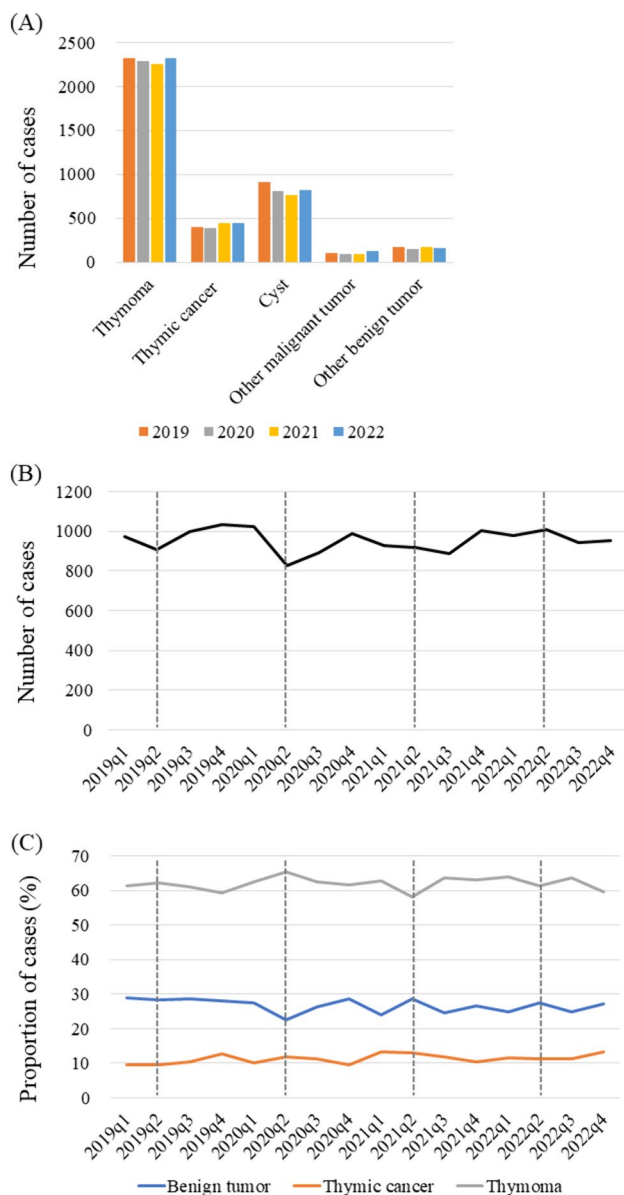 (A)
Number of cases
2500
2000
1500
1000
500
0
Thymoma
Thymic cancer
Cyst
Other malignant tumor
Other benign tumor
2019 2020 2021 2022
(B)
Number of cases
1200
1000
800
600
400
200
0
2019q1
2019q2
2019q3
2019q4
2020q1
2020q2
2020q3
2020q4
2021q1
2021q2
2021q3
2021q4
2022q1
2022q2
2022q3
2022q4
(C)
Proportion of cases (%)
70
60
50
40
30
20
10
0
2019q1
2019q2
2019q3
2019q4
2020q1
2020q2
2020q3
2020q4
2021q1
2021q2
2021q3
2021q4
2022q1
2022q2
2022q3
2022q4
Benign tumor Thymic cancer Thymoma